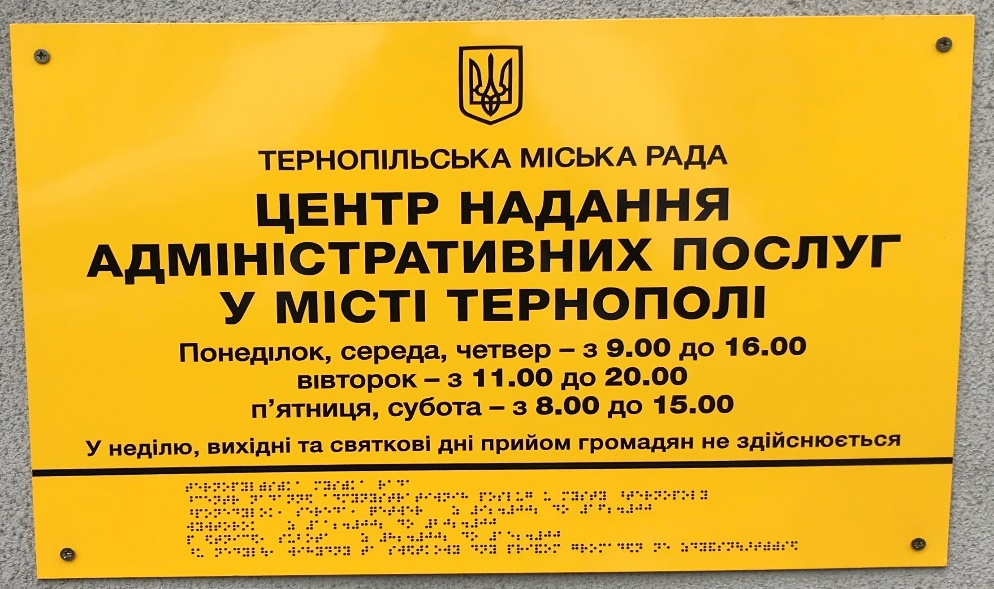 ТЕРНОПІЛЬСЬКА МІСЬКА РАДА
ЦЕНТР НАДАННЯ
АДМІНІСТРАТИВНИХ ПОСЛУГ
У МІСТІ ТЕРНОПОЛІ
Понеділок, середа, четвер – з 9.00 до 16.00
вівторок – з 11.00 до 20.00
п’ятниця, субота – з 8.00 до 15.00
У неділю, вихідні та святкові дні прийом громадян не здійснюється